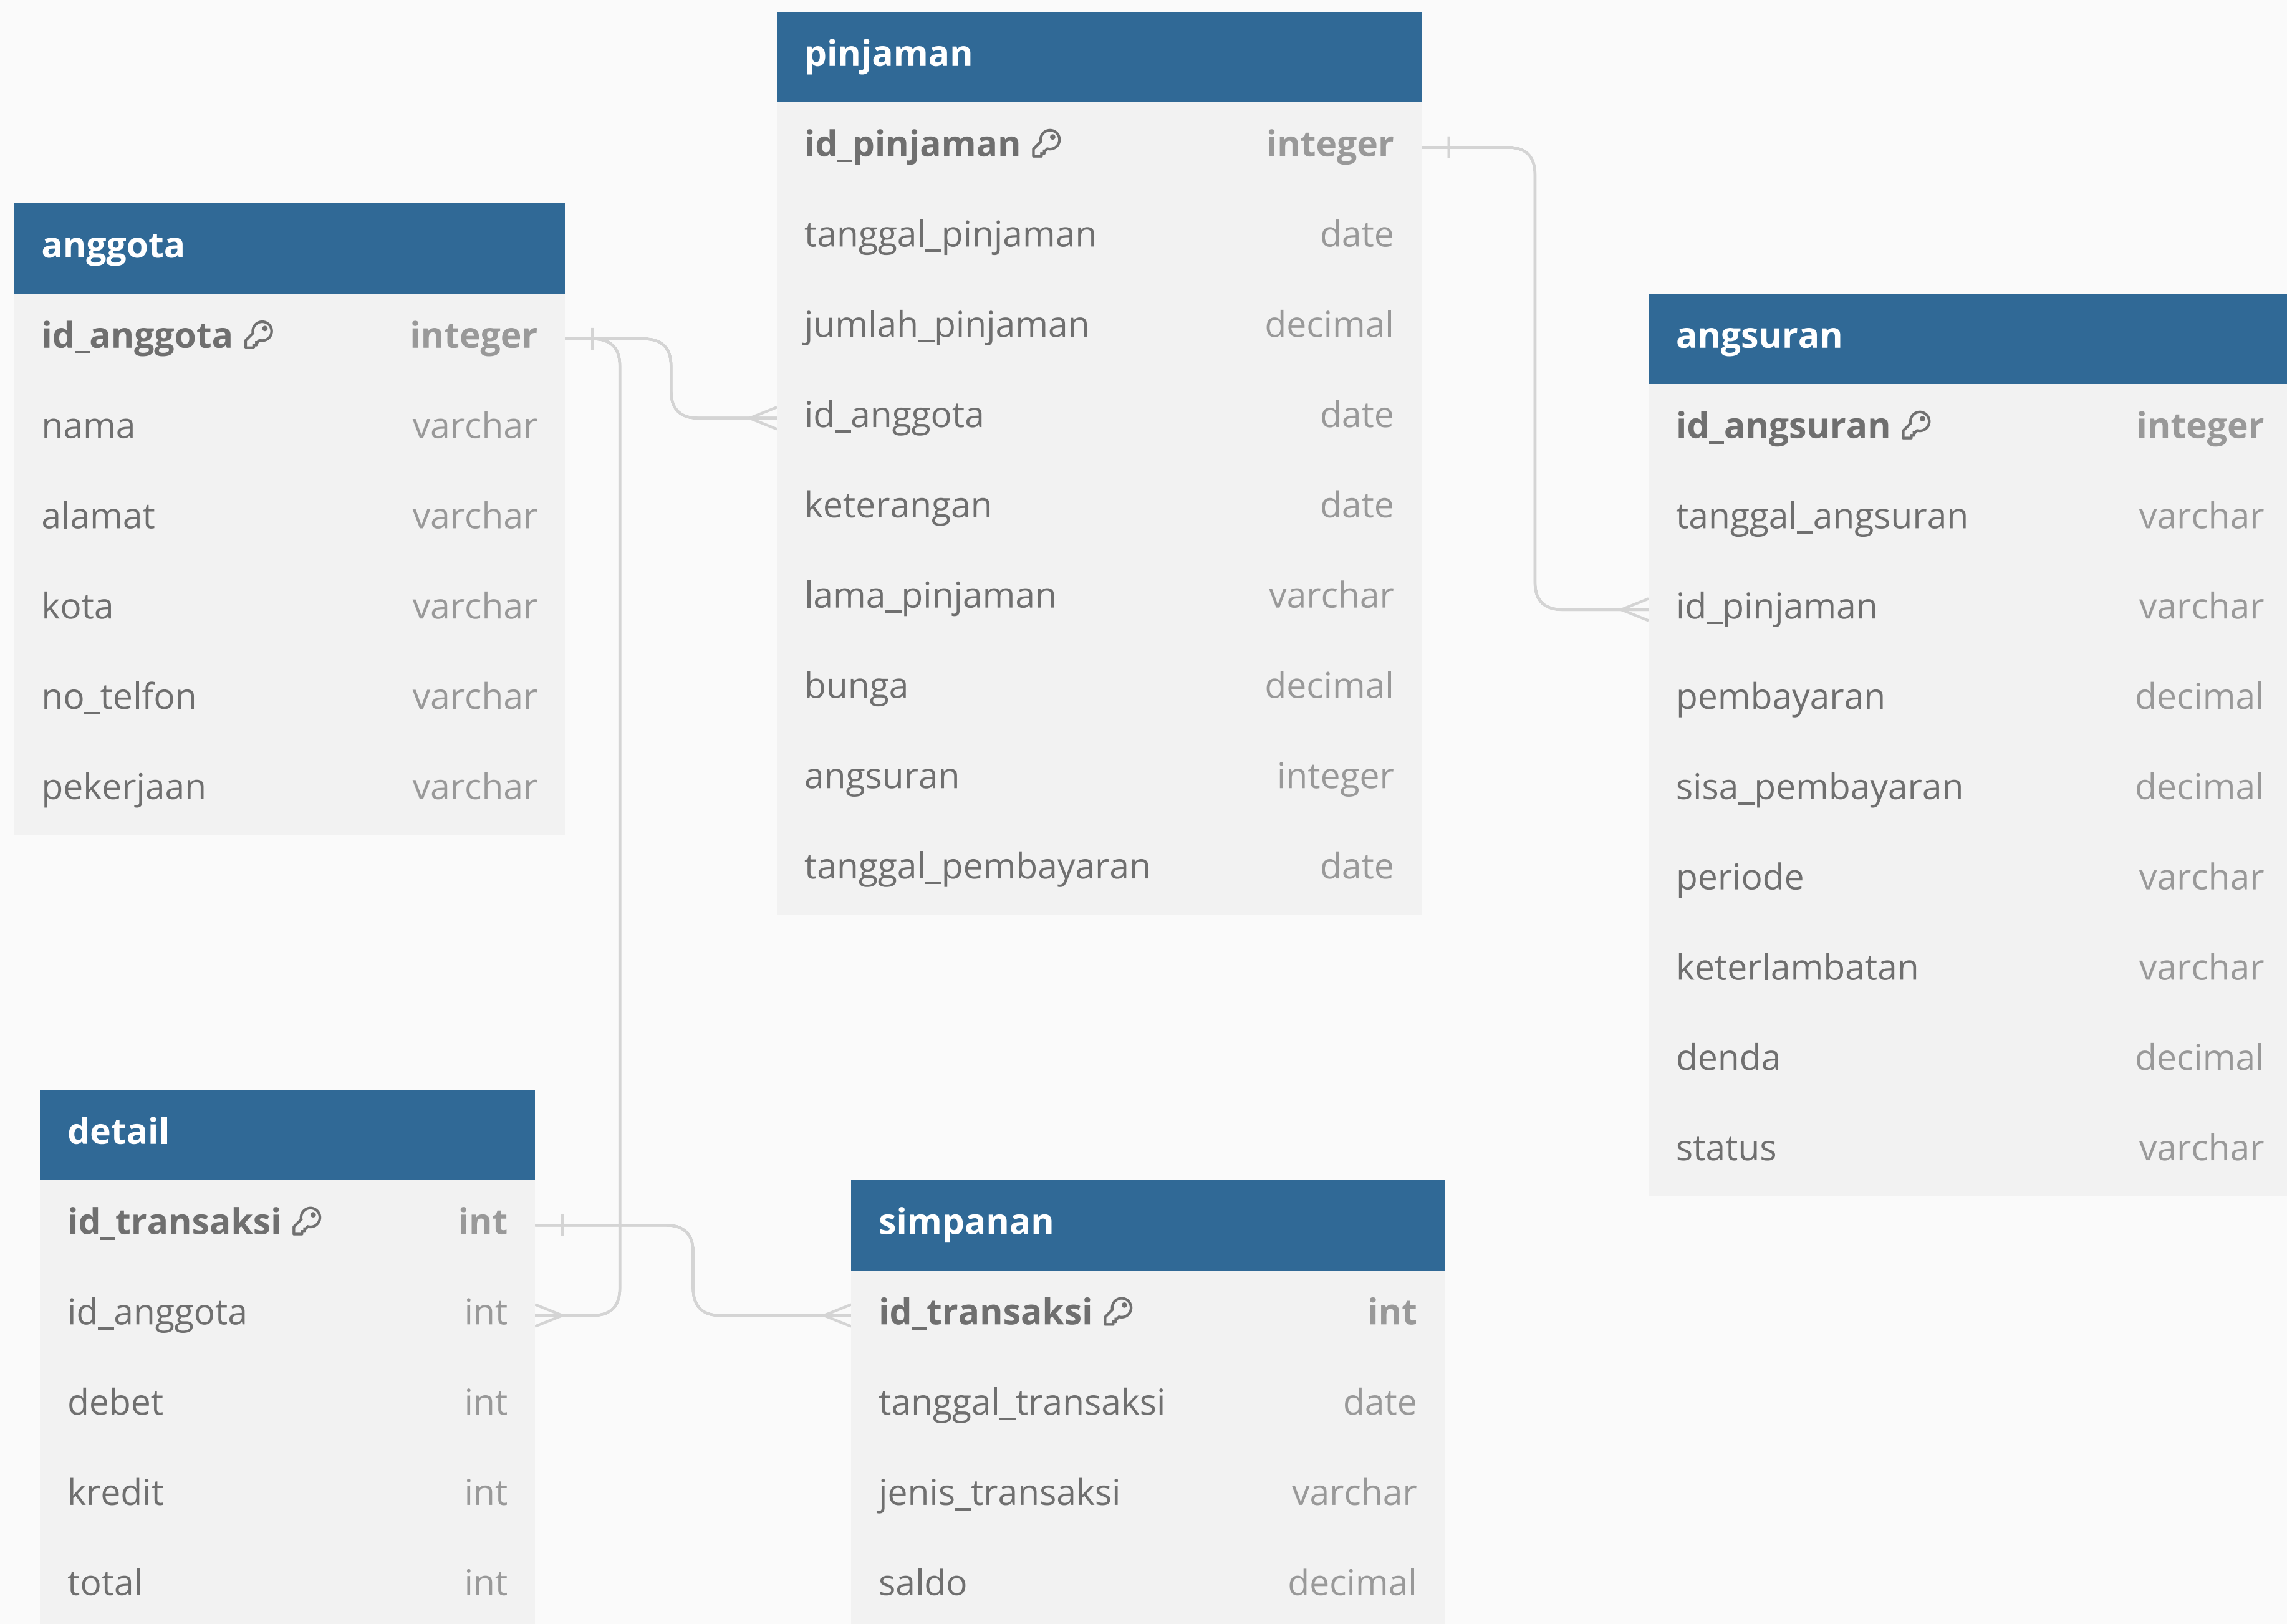 pinjaman
id_pinjaman integer
tanggal_pinjaman date
jumlah_pinjaman decimal
id_anggota date
keterangan date
lama_pinjaman varchar
bunga decimal
angsuran integer
tanggal_pembayaran date
anggota
id_anggota integer
nama varchar
alamat varchar
kota varchar
no_telfon varchar
pekerjaan varchar
angsuran
id_angsuran integer
tanggal_angsuran varchar
id_pinjaman varchar
pembayaran decimal
sisa_pembayaran decimal
periode varchar
keterlambatan varchar
denda decimal
status varchar
detail
id_transaksi int
id_anggota int
debet int
kredit int
total int
simpanan
id_transaksi int
tanggal_transaksi date
jenis_transaksi varchar
saldo decimal